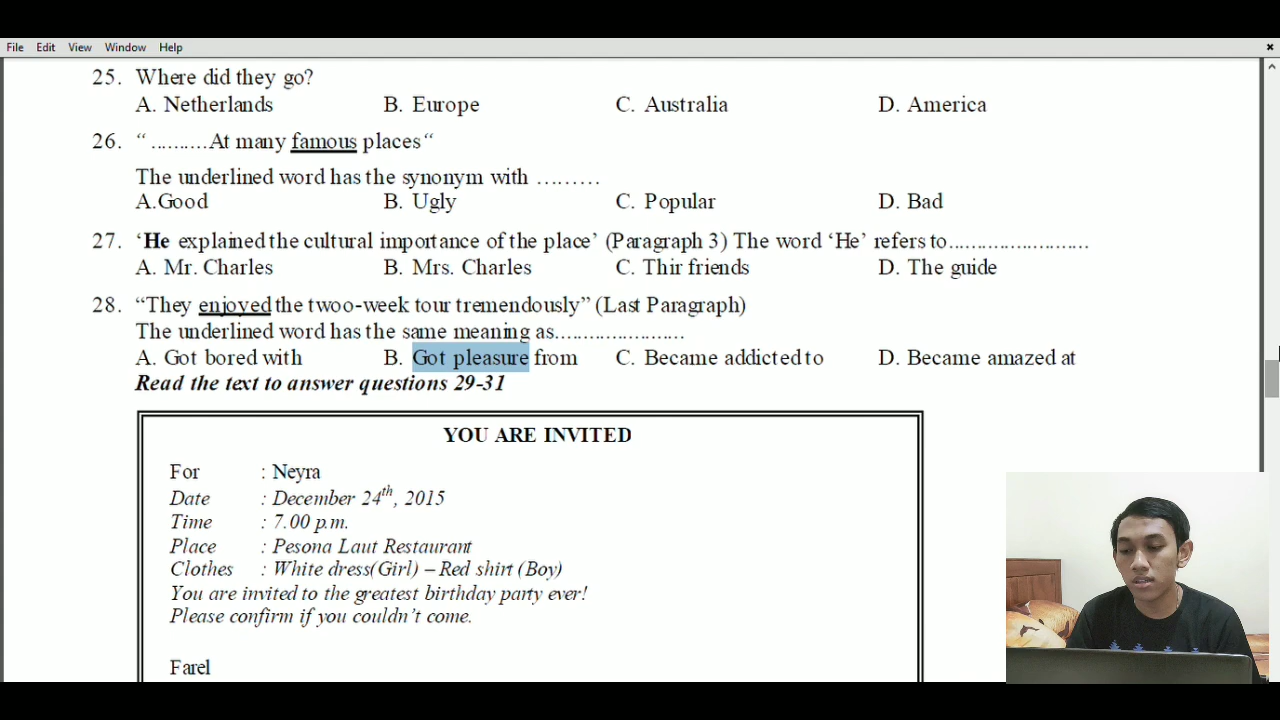 File Edit View Window Help
25. Where did they go?
A. Netherlands B. Europe C. Australia D. America
26. “ ..........At many famous places“
The underlined word has the synonym with .........
A.Good B. Ugly C. Popular D. Bad
27. ‘He explained the cultural importance of the place’ (Paragraph 3) The word ‘He’ refers to........................
A. Mr. Charles B. Mrs. Charles C. Thir friends D. The guide
28. “They enjoyed the twoo-week tour tremendously” (Last Paragraph)
The underlined word has the same meaning as......................
A. Got bored with B. Got pleasure from C. Became addicted to D. Became amazed at
Read the text to answer questions 29-31
YOU ARE INVITED
For : Neyra
Date : December 24th, 2015
Time : 7.00 p.m.
Place : Pesona Laut Restaurant
Clothes : White dress(Girl) – Red shirt (Boy)
You are invited to the greatest birthday party ever!
Please confirm if you couldn’t come.
Farel